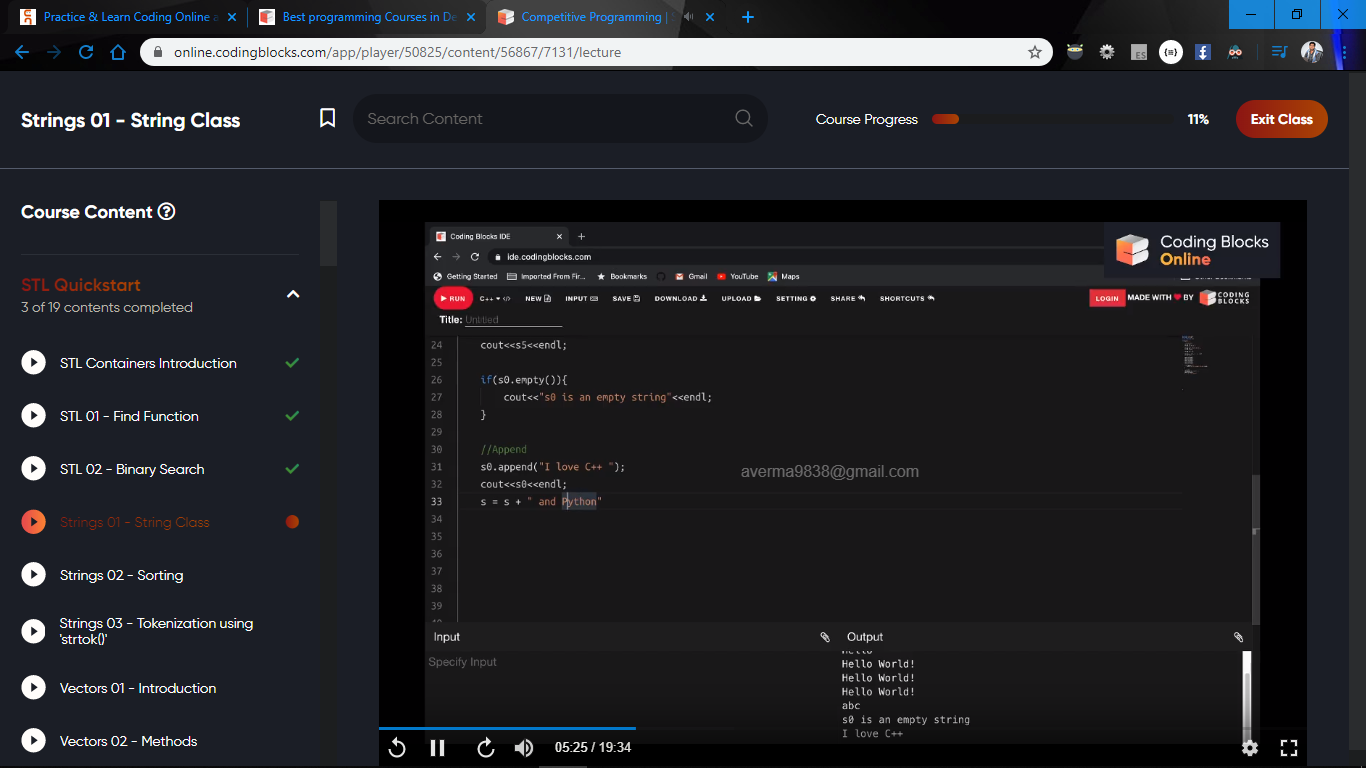 Practice & Learn Coding Online a
Best programming Courses in De
Competitive Programming | S
online.codingblocks.com/app/player/50825/content/56867/7131/lecture
ES
Strings 01 - String Class
Search Content
Course Progress
11%
Exit Class
Course Content
STL Quickstart
3 of 19 contents completed
STL Containers Introduction
STL 01 - Find Function
STL 02 - Binary Search
Strings 01 - String Class
Strings 02 - Sorting
Strings 03 - Tokenization using
'strtok()'
Vectors 01 - Introduction
Vectors 02 - Methods
Coding Blocks IDE
ide.codingblocks.com
Coding Blocks
Online
Getting Started
Imported From Fir...
Bookmarks
Gmail
YouTube
Maps
RUN
C++
NEW
INPUT
SAVE
DOWNLOAD
UPLOAD
SETTING
SHARE
SHORTCUTS
LOGIN
MADE WITH ♥ BY
CODING
BLOCKS
Title: Untitled
24 cout<<s5<<endl;
25
26 if(s0.empty()){
27 cout<<"s0 is an empty string"<<endl;
28 }
29
30 //Append
31 s0.append("I love C++ ");
32 cout<<s0<<endl;
33 s = s + " and Python"
34
35
36
37
38
39
averma9838@gmail.com
Input
Specify Input
Output
Hello
Hello World!
Hello World!
Hello World!
abc
s0 is an empty string
I love C++
05:25 / 19:34